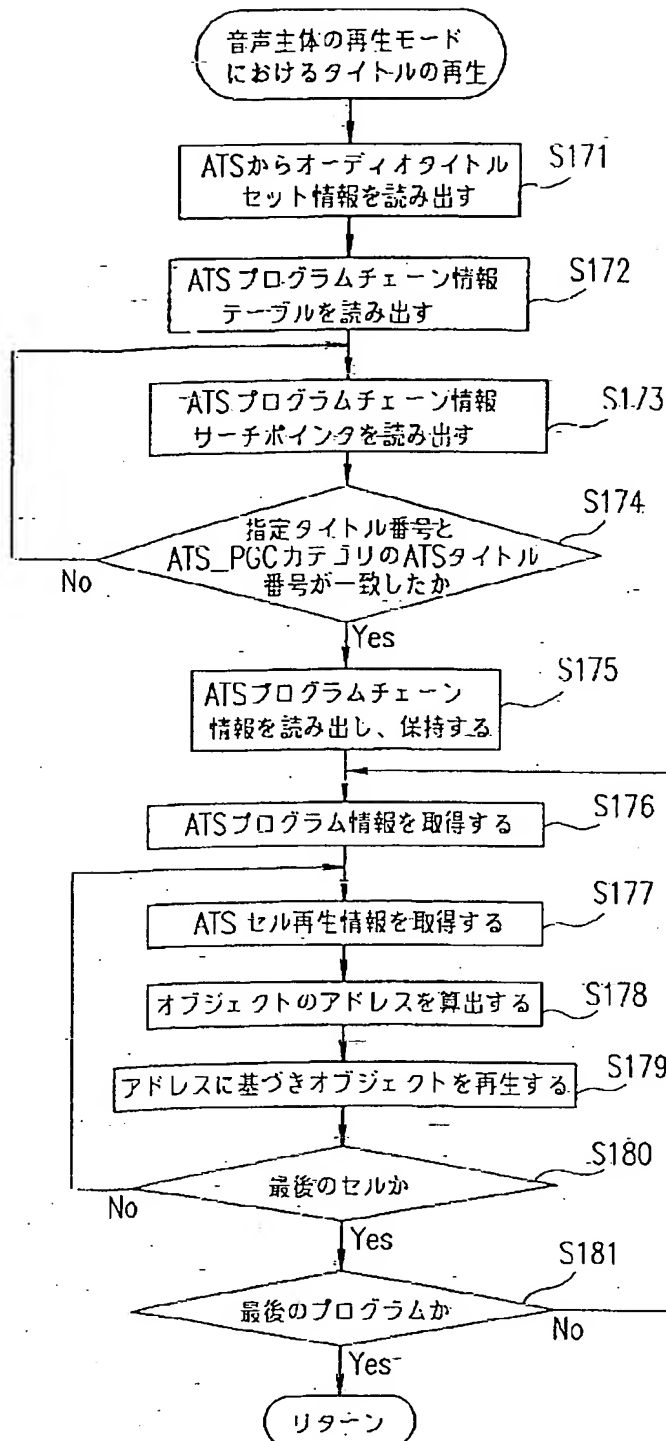 音声主体の再生モード
におけるタイトルの再生
ATSからオーディオタイトル
セット情報を読み出す
S171
ATSプログラムチェーン情報
テーブルを読み出す
S172
ATSプログラムチェーン情報
サーチポインタを読み出す
S173
指定タイトル番号と
ATS_PGCカテゴリのATSタイトル
番号が一致したか
S174
No
Yes
ATSプログラムチェーン
情報を読み出し、保持する
S175
ATSプログラム情報を取得する
S176
ATSセル再生情報を取得する
S177
オブジェクトのアドレスを算出する
S178
アドレスに基づきオブジェクトを再生する
S179
最後のセルか
S180
No
Yes
最後のプログラムか
S181
No
Yes
リターン